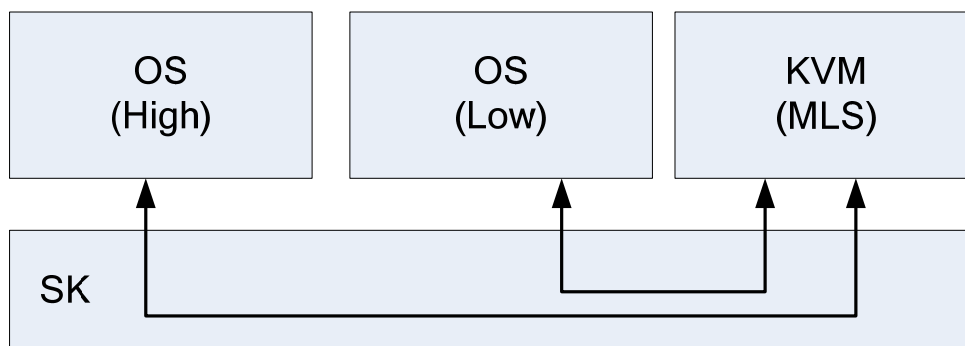 OS
(High)
OS
(Low)
KVM
(MLS)
SK